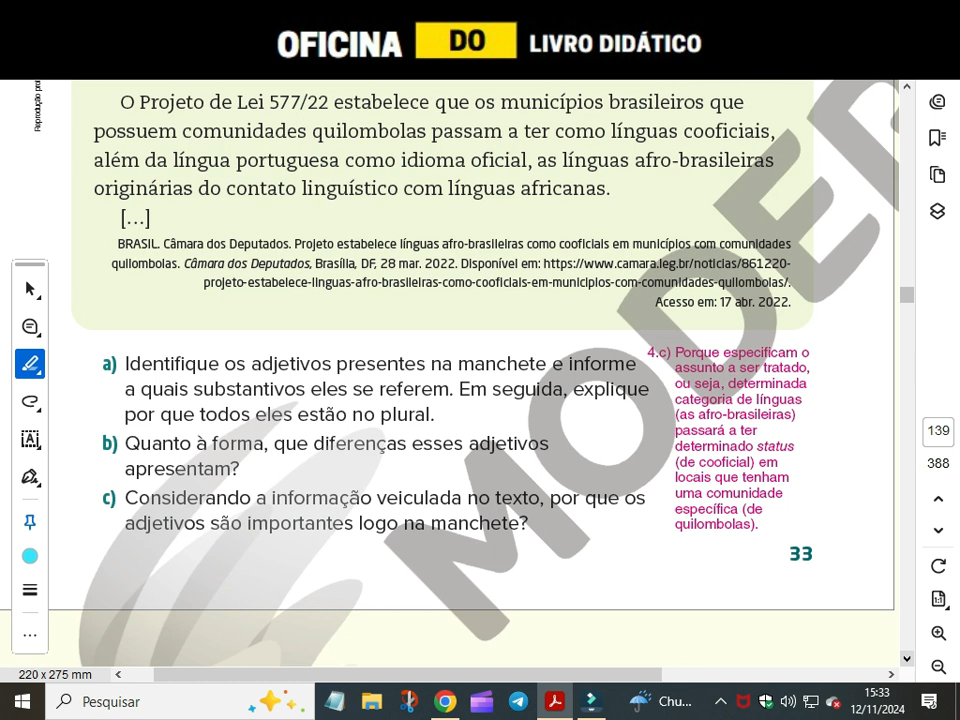 OFICINA DO LIVRO DIDÁTICO
O Projeto de Lei 577/22 estabelece que os municípios brasileiros que
possuem comunidades quilombolas passam a ter como línguas cooficiais,
além da língua portuguesa como idioma oficial, as línguas afro-brasileiras
originárias do contato linguístico com línguas africanas.
[...]
BRASIL. Câmara dos Deputados. Projeto estabelece línguas afro-brasileiras como cooficiais em municípios com comunidades
quilombolas. Câmara dos Deputados, Brasília, DF, 28 mar. 2022. Disponível em: https://www.camara.leg.br/noticias/861220-
projeto-estabelece-linguas-afro-brasileiras-como-cooficiais-em-municipios-com-comunidades-quilombolas/.
Acesso em: 17 abr. 2022.
a) Identifique os adjetivos presentes na manchete e informe
a quais substantivos eles se referem. Em seguida, explique
por que todos eles estão no plural.
b) Quanto à forma, que diferenças esses adjetivos
apresentam?
c) Considerando a informação veiculada no texto, por que os
adjetivos são importantes logo na manchete?
4.c) Porque especificam o
assunto a ser tratado,
ou seja, determinada
categoria de línguas
(as afro-brasileiras)
passará a ter
determinado status
(de cooficial) em
locais que tenham
uma comunidade
específica (de
quilombolas).
33
MODER
139
388
1:1
220 x 275 mm
Pesquisar
Chu...
15:33
12/11/2024